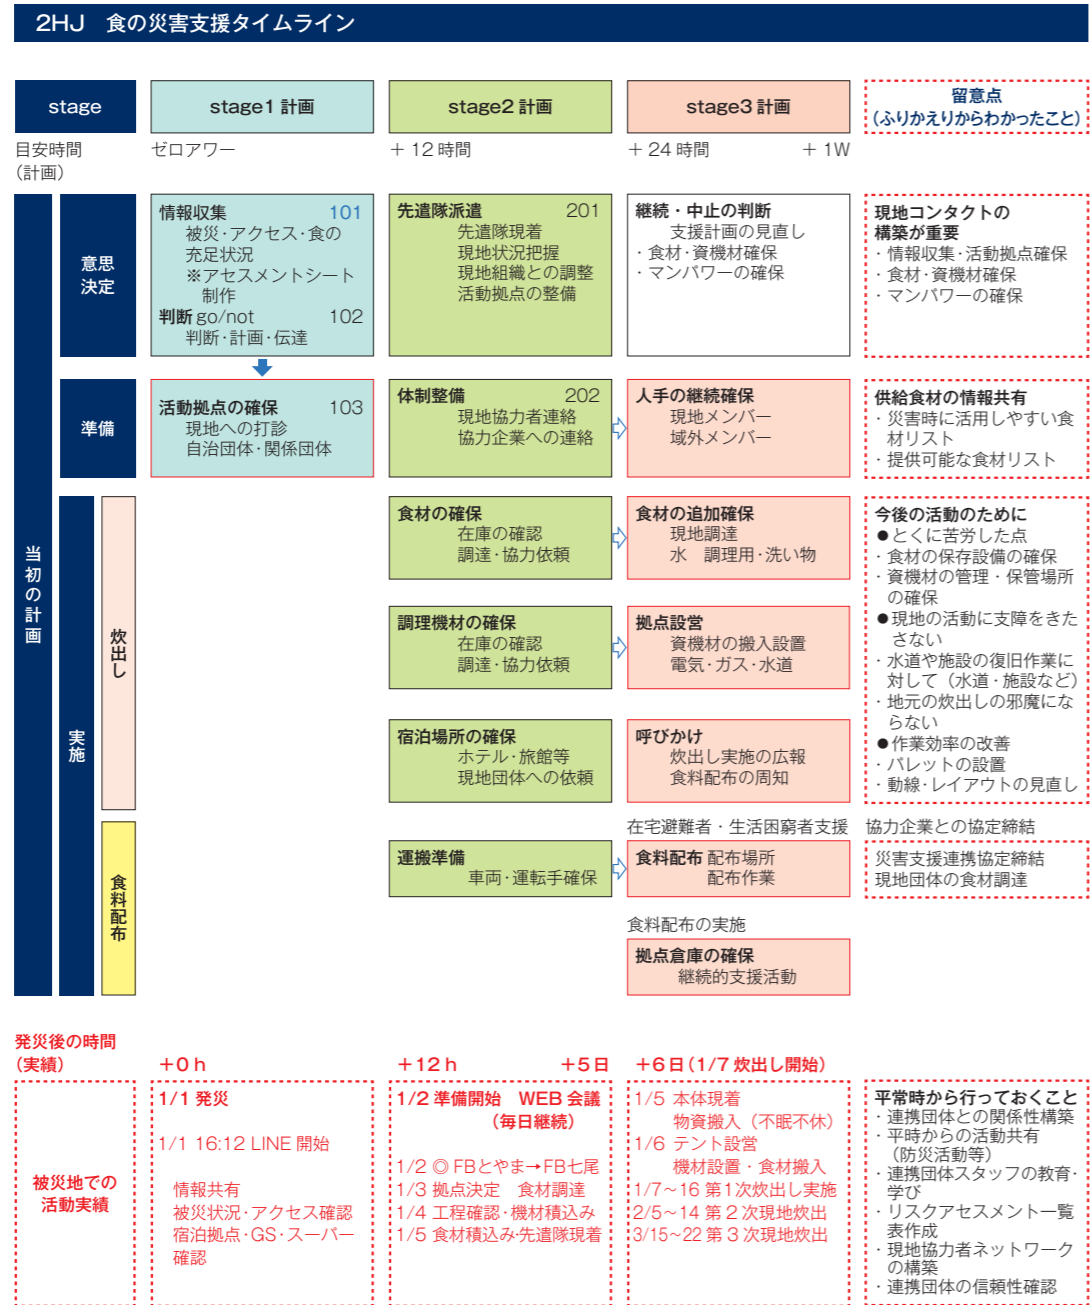 2HJ 食の災害支援タイムライン
stage
stage1 計画
stage2 計画
stage3 計画
留意点
(ふりかえりからわかったこと)
目安時間
(計画)
ゼロアワー
+ 12 時間
+ 24 時間 + 1W
当初の計画
意思
決定
情報収集 101
被災・アクセス・食の
充足状況
※アセスメントシート
制作
判断 go/not 102
判断・計画・伝達
先遣隊派遣 201
先遣隊現着
現地状況把握
現地組織との調整
活動拠点の整備
継続・中止の判断
支援計画の見直し
・食材・資機材確保
・マンパワーの確保
現地コンタクトの
構築が重要
・情報収集・活動拠点確保
・食材・資機材確保
・マンパワーの確保
準備
活動拠点の確保 103
現地への打診
自治団体・関係団体
体制整備 202
現地協力者連絡
協力企業への連絡
人手の継続確保
現地メンバー
域外メンバー
供給食材の情報共有
・災害時に活用しやすい食
材リスト
・提供可能な食材リスト
実施
炊出し
食材の確保
在庫の確認
調達・協力依頼
食材の追加確保
現地調達
水 調理用・洗い物
調理機材の確保
在庫の確認
調達・協力依頼
拠点設営
資機材の搬入設置
電気・ガス・水道
宿泊場所の確保
ホテル・旅館等
現地団体への依頼
呼びかけ
炊出し実施の広報
食料配布の周知
今後の活動のために
●とくに苦労した点
・食材の保存設備の確保
・資機材の管理・保管場所
の確保
●現地の活動に支障をきた
さない
・水道や施設の復旧作業に
対して(水道・施設など)
・地元の炊出しの邪魔にな
らない
●作業効率の改善
・パレットの設置
・動線・レイアウトの見直し
食料配布
運搬準備
車両・運転手確保
在宅避難者・生活困窮者支援
食料配布 配布場所
配布作業
協力企業との協定締結
災害支援連携協定締結
現地団体の食材調達
食料配布の実施
拠点倉庫の確保
継続的支援活動
発災後の時間
(実績)
+0 h
+12 h +5日
+6日(1/7 炊出し開始)
被災地での
活動実績
1/1 発災
1/1 16:12 LINE 開始
情報共有
被災状況・アクセス確認
宿泊拠点・GS・スーパー
確認
1/2 準備開始 WEB 会議
(毎日継続)
1/2 ◎ FBとやま→FB七尾
1/3 拠点決定 食材調達
1/4 工程確認・機材積込み
1/5 食材積込み・先遣隊現着
1/5 本体現着
物資搬入(不眠不休)
1/6 テント設営
機材設置・食材搬入
1/7～16 第1次炊出し実施
2/5～14 第 2 次現地炊出
3/15～22 第 3 次現地炊出
平常時から行っておくこと
・連携団体との関係性構築
・平時からの活動共有
(防災活動等)
・連携団体スタッフの教育・
学び
・リスクアセスメント一覧
表作成
・現地協力者ネットワーク
の構築
・連携団体の信頼性確認